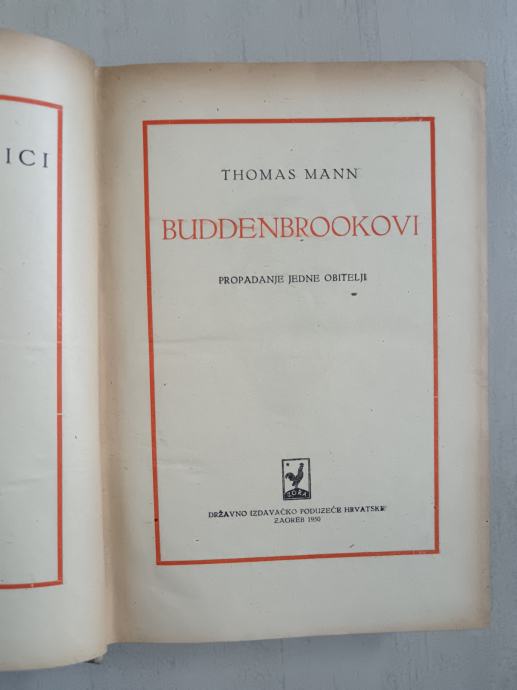 ICI
THOMAS MANN
BUDDENBROOKOVI
PROPADANJE JEDNE OBITELJI
ZORA
DRŽAVNO IZDAVAČKO PODUZEĆE HRVATSKE
ZAGREB 1950